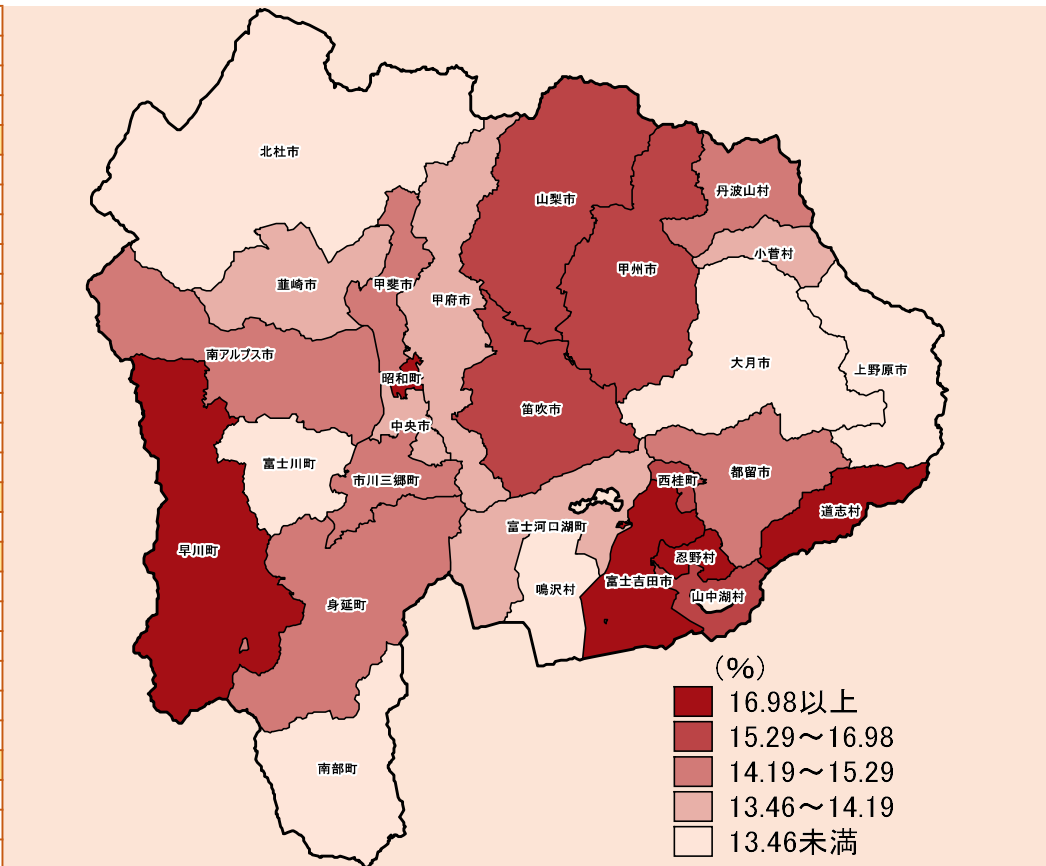 北杜市
山梨市
丹波山村
小菅村
甲州市
韮崎市
甲斐市
甲府市
南アルプス市
大月市
上野原市
昭和町
笛吹市
中央市
富士川町
市川三郷町
西桂町
都留市
道志村
富士河口湖町
早川町
忍野村
富士吉田市
鳴沢村
山中湖村
身延町
南部町
(%)
16.98以上
15.29~16.98
14.19~15.29
13.46~14.19
13.46未満